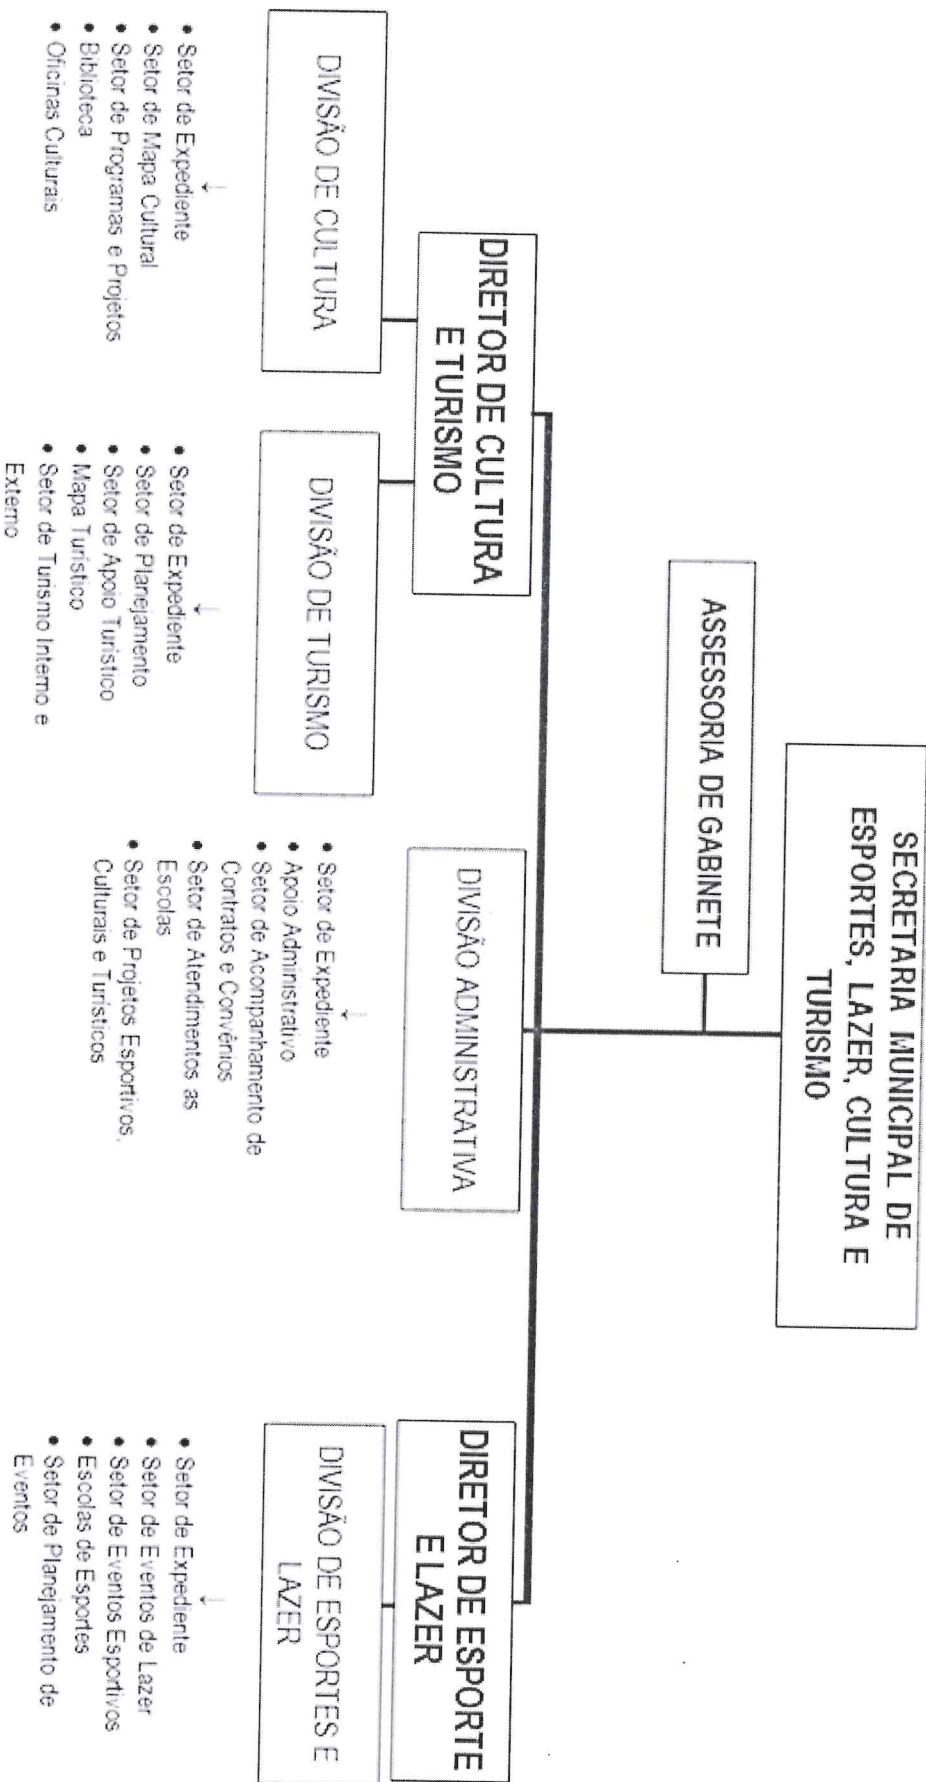 SECRETARIA MUNICIPAL DE
ESPORTES, LAZER, CULTURA E
TURISMO
ASSESSORIA DE GABINETE
DIRETOR DE CULTURA
E TURISMO
DIVISÃO DE CULTURA
• Setor de Expediente
• Setor de Mapa Cultural
• Setor de Programas e Projetos
• Biblioteca
• Oficinas Culturais
DIVISÃO DE TURISMO
• Setor de Expediente
• Setor de Planejamento
• Setor de Apoio Turístico
• Mapa Turístico
• Setor de Turismo Interno e
Externo
DIVISÃO ADMINISTRATIVA
• Setor de Expediente
• Apoio Administrativo
• Setor de Acompanhamento de
Contratos e Convênios
• Setor de Atendimentos as
Escolas
• Setor de Projetos Esportivos,
Culturais e Turísticos
DIRETOR DE ESPORTE
E LAZER
DIVISÃO DE ESPORTES E
LAZER
• Setor de Expediente
• Setor de Eventos de Lazer
• Setor de Eventos Esportivos
• Escolas de Esportes
• Setor de Planejamento de
Eventos